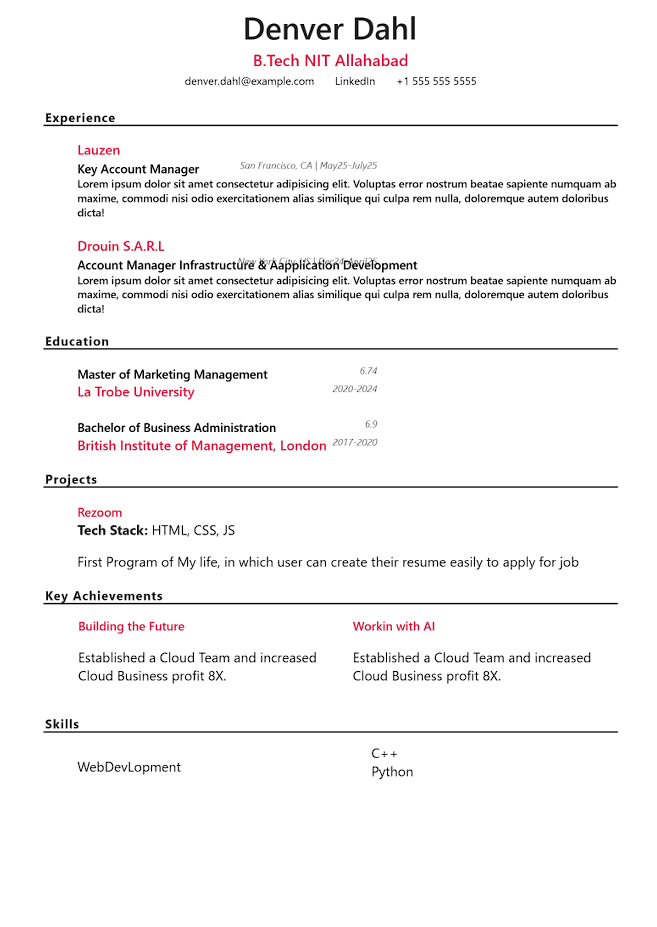 Denver Dahl
B.Tech NIT Allahabad
denver.dahl@example.com LinkedIn +1 555 555 5555
Experience
Lauzen
Key Account Manager San Francisco, CA | May25-July25
Lorem ipsum dolor sit amet consectetur adipisicing elit. Voluptas error nostrum beatae sapiente numquam ab
maxime, commodi nisi odio exercitationem alias similique qui culpa rem nulla, doloremque autem doloribus
dicta!
Drouin S.A.R.L
Account Manager Infrastructure & Aapplication Development
Lorem ipsum dolor sit amet consectetur adipisicing elit. Voluptas error nostrum beatae sapiente numquam ab
maxime, commodi nisi odio exercitationem alias similique qui culpa rem nulla, doloremque autem doloribus
dicta!
Education
Master of Marketing Management 6.74
La Trobe University 2020-2024
Bachelor of Business Administration 6.9
British Institute of Management, London 2017-2020
Projects
Rezoom
Tech Stack: HTML, CSS, JS
First Program of My life, in which user can create their resume easily to apply for job
Key Achievements
Building the Future
Established a Cloud Team and increased
Cloud Business profit 8X.
Workin with AI
Established a Cloud Team and increased
Cloud Business profit 8X.
Skills
WebDevLopment
C++
Python